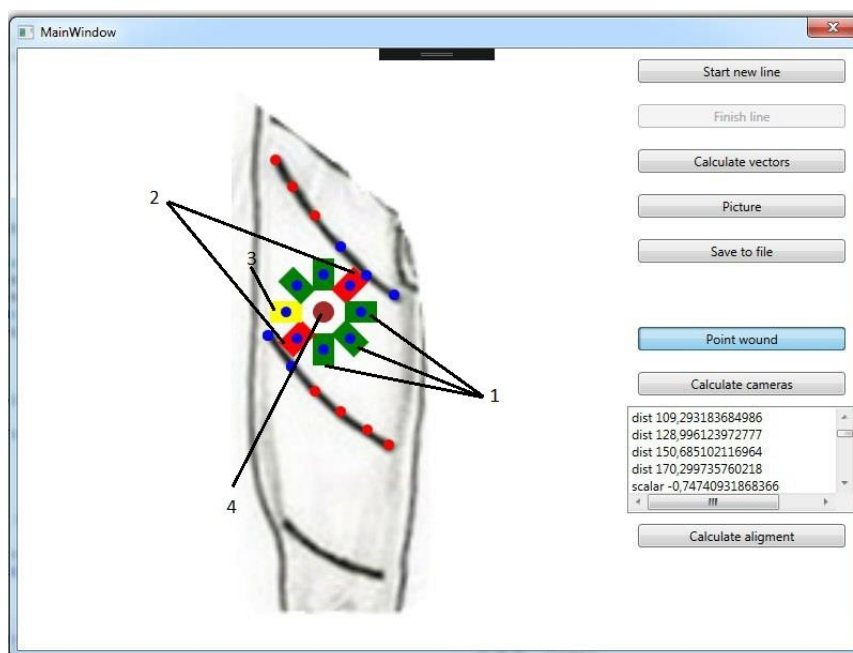 MainWindow
Start new line
Finish line
Calculate vectors
Picture
Save to file
Point wound
Calculate cameras
dist 109,293183684986
dist 128,996123972777
dist 150,685102116964
dist 170,299735760218
scalar -0,74740931868366
Calculate aligment
2
3
1
4